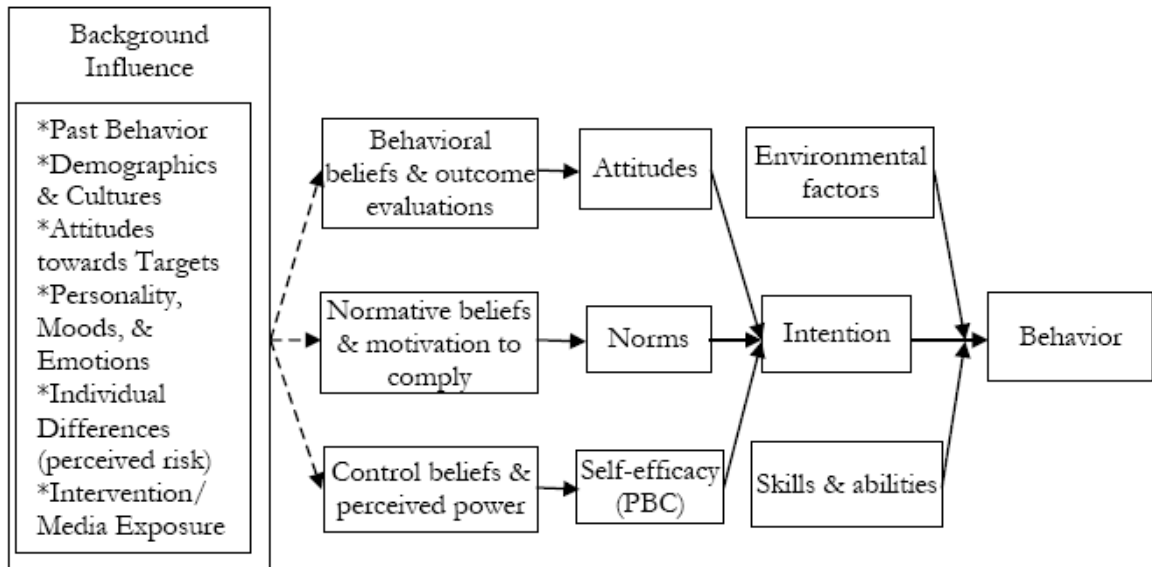 Background
Influence
*Past Behavior
*Demographics
& Cultures
*Attitudes
towards Targets
*Personality,
Moods, &
Emotions
*Individual
Differences
(perceived risk)
*Intervention/
Media Exposure
Behavioral
beliefs & outcome
evaluations
Attitudes
Environmental
factors
Normative beliefs
& motivation to
comply
Norms
Intention
Behavior
Control beliefs &
perceived power
Self-efficacy
(PBC)
Skills & abilities